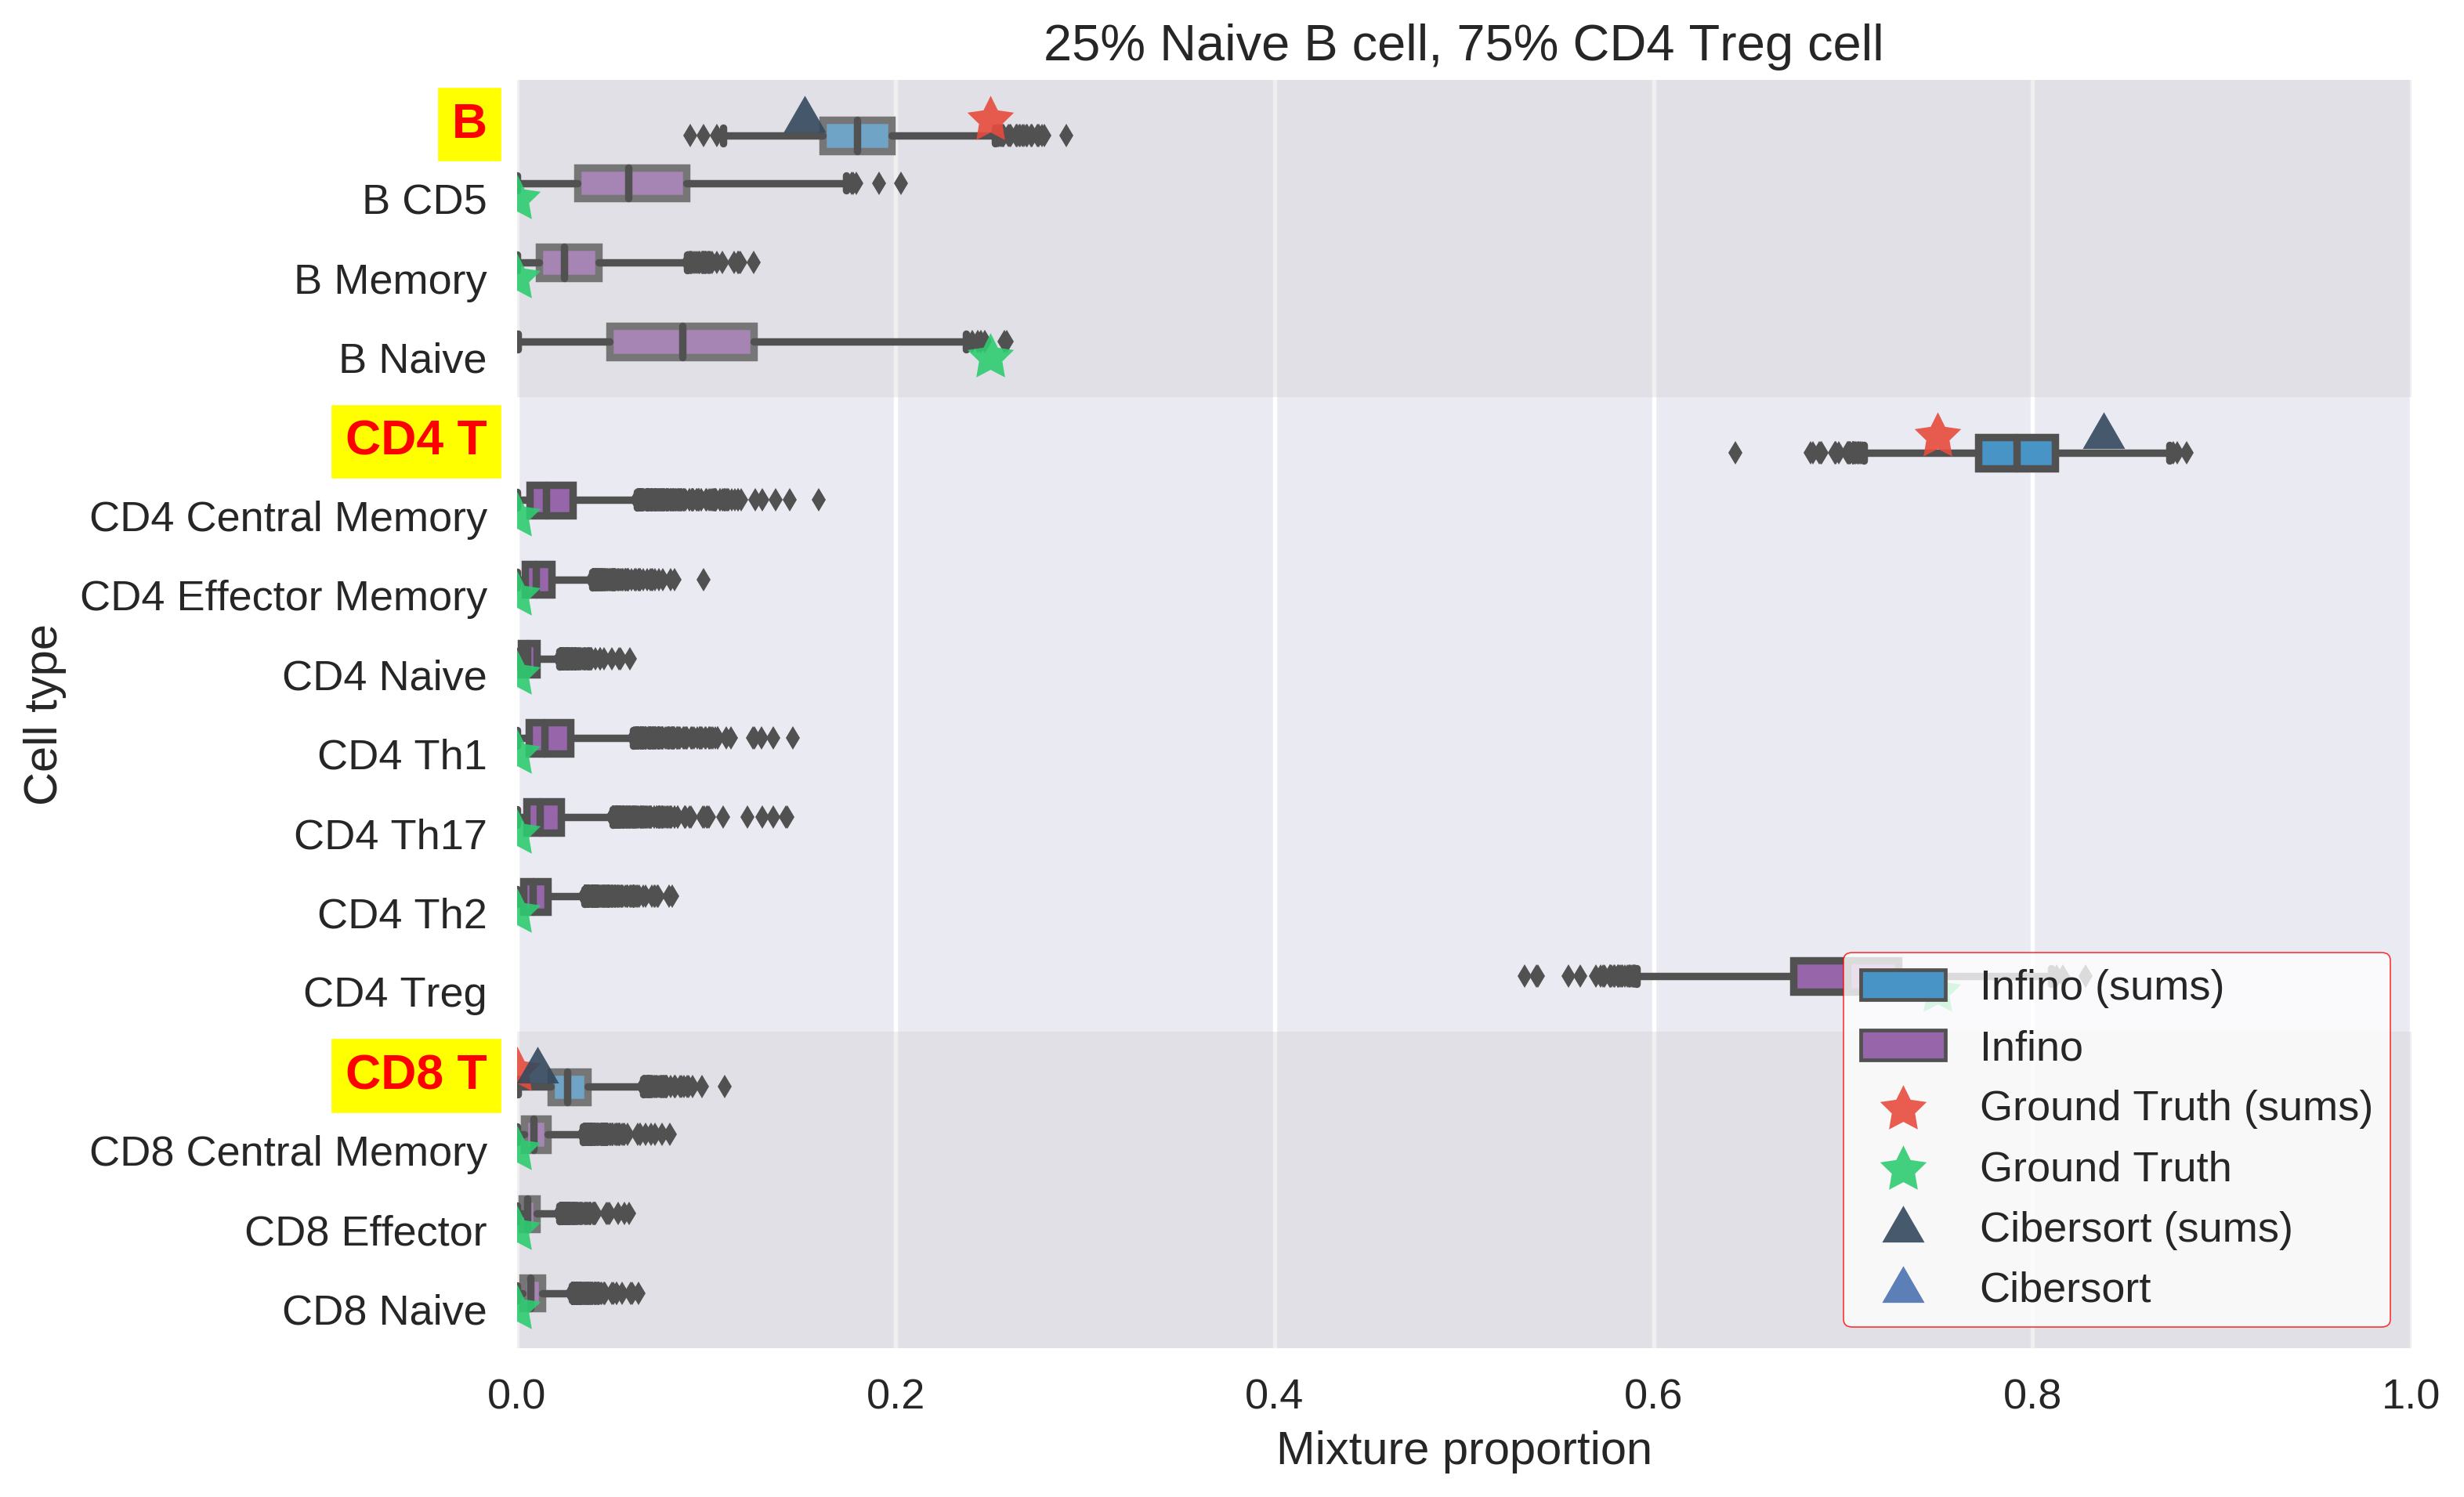 25% Naive B cell, 75% CD4 Treg cell
B
B CD5
B Memory
B Naive
CD4 T
CD4 Central Memory
CD4 Effector Memory
CD4 Naive
CD4 Th1
CD4 Th17
CD4 Th2
CD4 Treg
CD8 T
CD8 Central Memory
CD8 Effector
CD8 Naive
Cell type
Infino (sums)
Infino
Ground Truth (sums)
Ground Truth
Cibersort (sums)
Cibersort
0.0 0.2 0.4 0.6 0.8 1.0
Mixture proportion